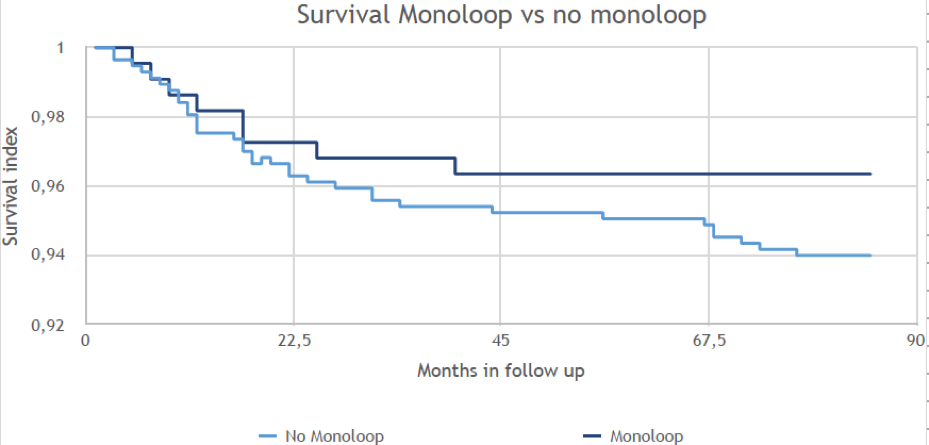 Survival Monoloop vs no monoloop
Survival index
1
0,98
0,96
0,94
0,92
0
22,5
45
67,5
90
Months in follow up
No Monoloop
Monoloop